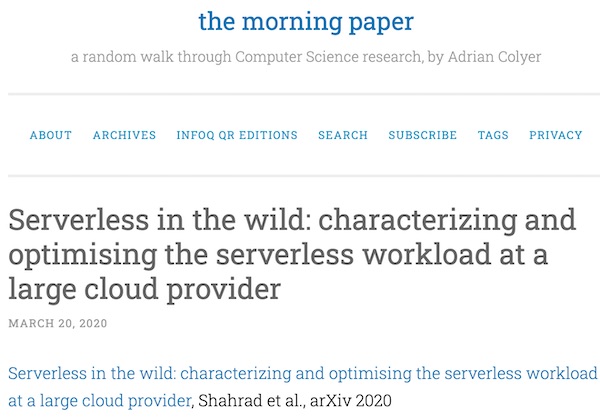 the morning paper
a random walk through Computer Science research, by Adrian Colyer
ABOUT ARCHIVES INFOQ QR EDITIONS SEARCH SUBSCRIBE TAGS PRIVACY
Serverless in the wild: characterizing and
optimising the serverless workload at a
large cloud provider
MARCH 20, 2020
Serverless in the wild: characterizing and optimising the serverless workload
at a large cloud provider, Shahrad et al., arXiv 2020